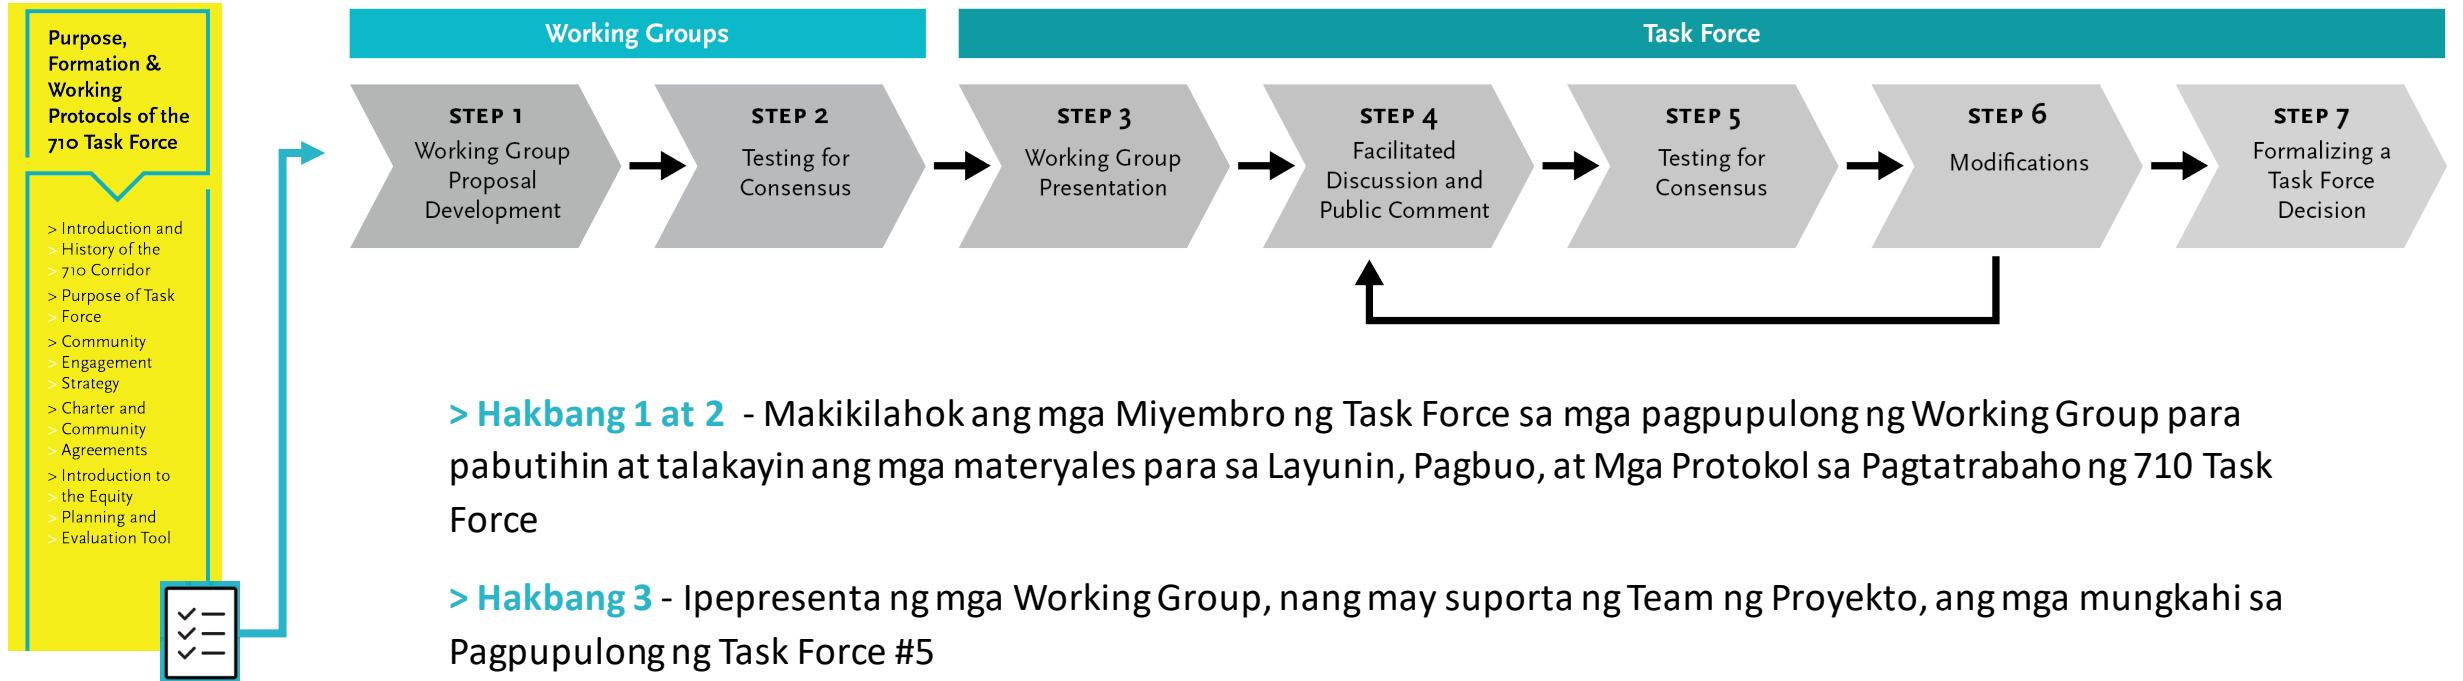 Purpose,
Formation &
Working
Protocols of the
710 Task Force
> Introduction and
> History of the
> 710 Corridor
> Purpose of Task
> Force
> Community
> Engagement
> Strategy
> Charter and
> Community
> Agreements
> Introduction to
> the Equity
> Planning and
> Evaluation Tool
Working Groups
Task Force
STEP 1
Working Group
Proposal
Development
STEP 2
Testing for
Consensus
STEP 3
Working Group
Presentation
STEP 4
Facilitated
Discussion and
Public Comment
STEP 5
Testing for
Consensus
STEP 6
Modifications
STEP 7
Formalizing a
Task Force
Decision
> Hakbang 1 at 2 - Makikilahok ang mga Miyembro ng Task Force sa mga pagpupulong ng Working Group para
pabutihin at talakayin ang mga materyales para sa Layunin, Pagbuo, at Mga Protokol sa Pagtatrabaho ng 710 Task
Force
> Hakbang 3 - Ipepresenta ng mga Working Group, nang may suporta ng Team ng Proyekto, ang mga mungkahi sa
Pagpupulong ng Task Force #5